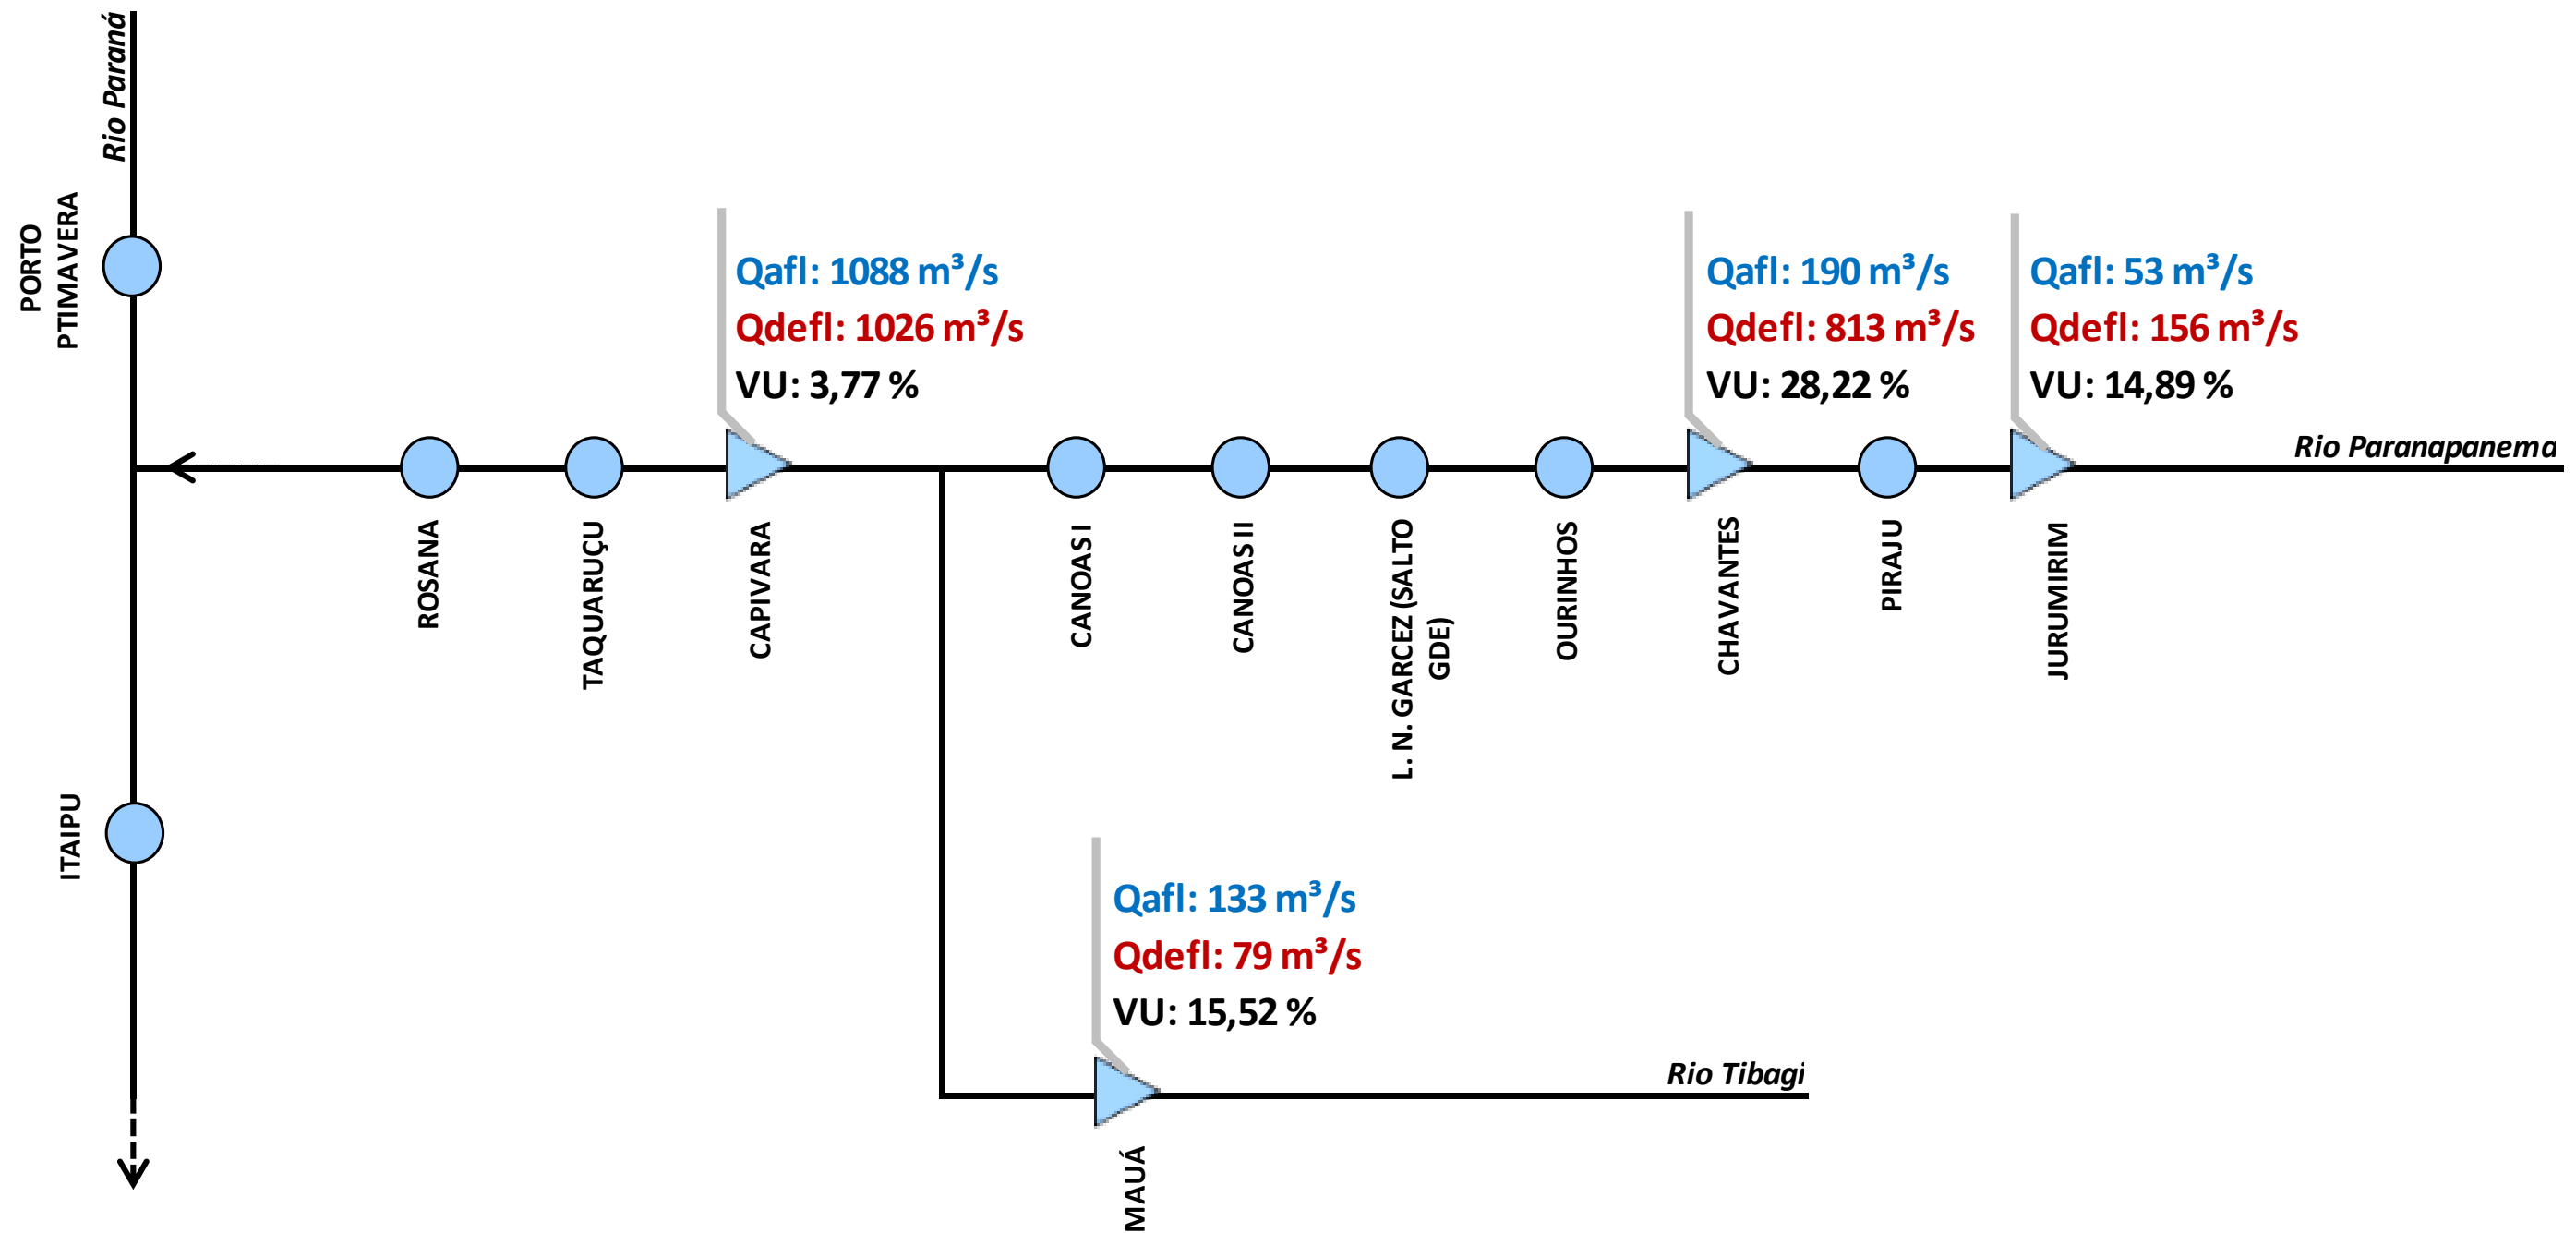 Rio Paraná
PORTO
PTIMAVERA
Qafl: 1088 m³/s
Qdefl: 1026 m³/s
VU: 3,77 %
Qafl: 190 m³/s
Qdefl: 813 m³/s
VU: 28,22 %
Qafl: 53 m³/s
Qdefl: 156 m³/s
VU: 14,89 %
Rio Paranapanema
ROSANA
TAQUARUÇU
CAPIVARA
CANOAS I
CANOAS II
L. N. GARCEZ (SALTO
GDE)
OURINHOS
CHAVANTES
PIRAJU
JURUMIRIM
ITAIPU
Qafl: 133 m³/s
Qdefl: 79 m³/s
VU: 15,52 %
Rio Tibagi
MAUÁ